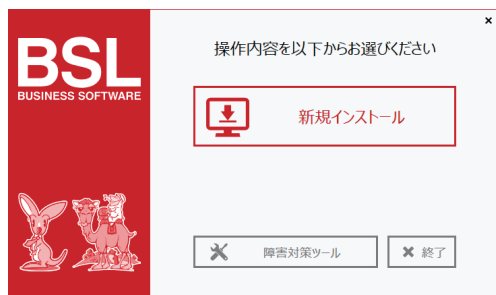 BSL
BUSINESS SOFTWARE
操作内容を以下からお選びください
新規インストール
障害対策ツール
終了